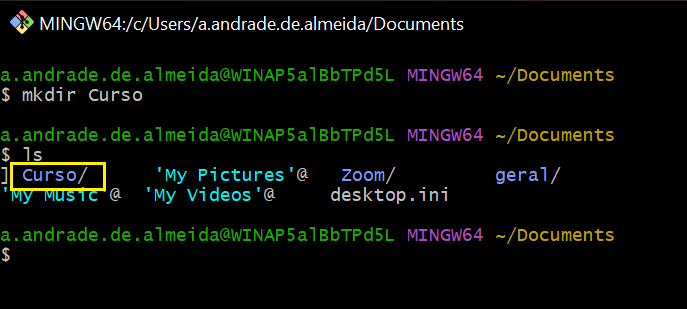 MINGW64:/c/Users/a.andrade.de.almeida/Documents
a.andrade.de.almeida@WINAP5alBbTPd5L MINGW64 ~/Documents
$ mkdir Curso
a.andrade.de.almeida@WINAP5alBbTPd5L MINGW64 ~/Documents
$ ls
Curso/ 'My Pictures'@ Zoom/ geral/
'My Music'@ 'My Videos'@ desktop.ini
a.andrade.de.almeida@WINAP5alBbTPd5L MINGW64 ~/Documents
$